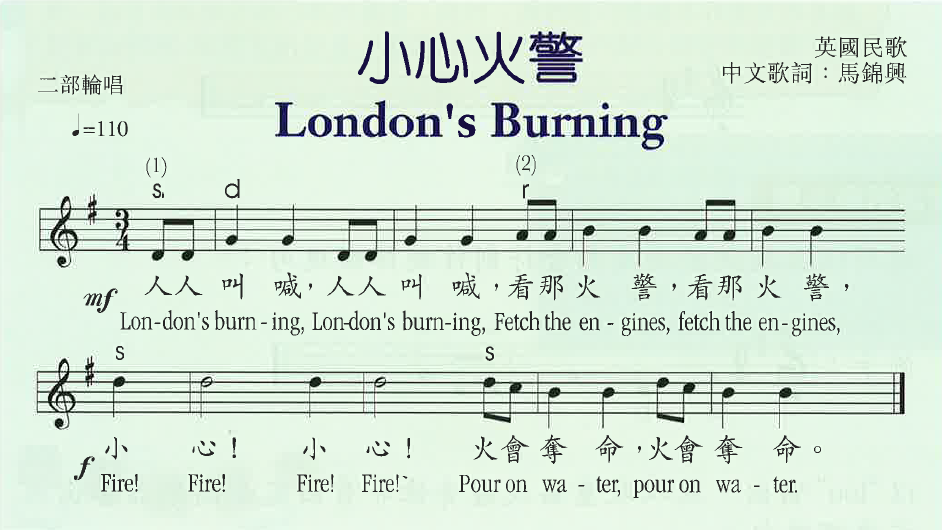 小心火警
英國民歌
中文歌詞：馬錦興
二部輪唱
London's Burning
♩=110
(1) (2)
s, d r
3
4
mf 人人 叫 喊，人人 叫 喊，看那 火 警，看那 火 警，
Lon-don's burn-ing, Lon-don's burn-ing, Fetch the en-gines, fetch the en-gines,
s s
f 小 心！ 小 心！ 火會 奪 命，火會 奪 命。
Fire! Fire! Fire! Fire! Pour on wa-ter, pour on wa-ter.